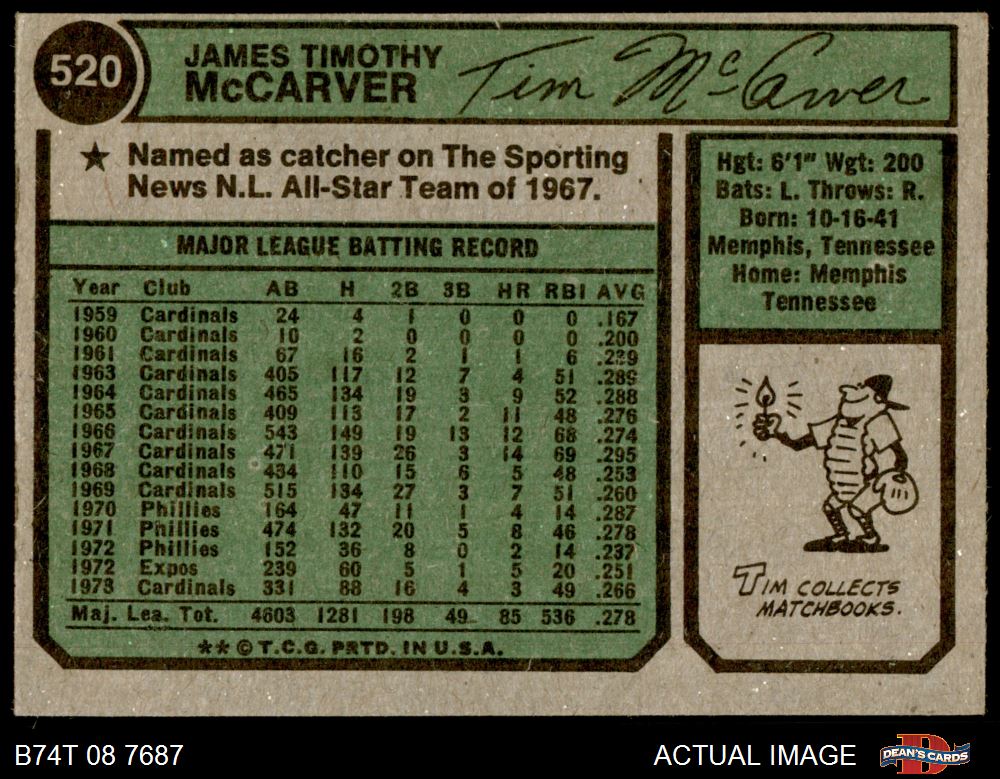 520
JAMES TIMOTHY
McCARVER
Tim McCarver
★ Named as catcher on The Sporting
News N.L. All-Star Team of 1967.
MAJOR LEAGUE BATTING RECORD
Year Club AB H 2B 3B HR RBI AVG
1959 Cardinals 24 4 1 0 0 0 .167
1960 Cardinals 10 2 0 0 0 0 .200
1961 Cardinals 67 16 2 1 1 6 .239
1963 Cardinals 405 117 12 7 4 51 .289
1964 Cardinals 465 134 19 3 9 52 .288
1965 Cardinals 409 113 17 2 11 48 .276
1966 Cardinals 543 149 19 13 12 68 .274
1967 Cardinals 471 139 26 3 14 69 .295
1968 Cardinals 434 110 15 6 5 48 .253
1969 Cardinals 515 134 27 3 7 51 .260
1970 Phillies 164 47 11 1 4 14 .287
1971 Phillies 474 132 20 5 8 46 .278
1972 Phillies 152 36 8 0 2 14 .237
1972 Expos 239 60 5 1 5 20 .251
1973 Cardinals 331 88 16 4 3 49 .266
Maj. Lea. Tot. 4603 1281 198 49 85 536 .278
** © T.C.G. PRTD. IN U.S.A.
Hgt: 6'1" Wgt: 200
Bats: L. Throws: R.
Born: 10-16-41
Memphis, Tennessee
Home: Memphis
Tennessee
TIM COLLECTS
MATCHBOOKS.
B74T 08 7687
ACTUAL IMAGE
DEAN'S CARDS